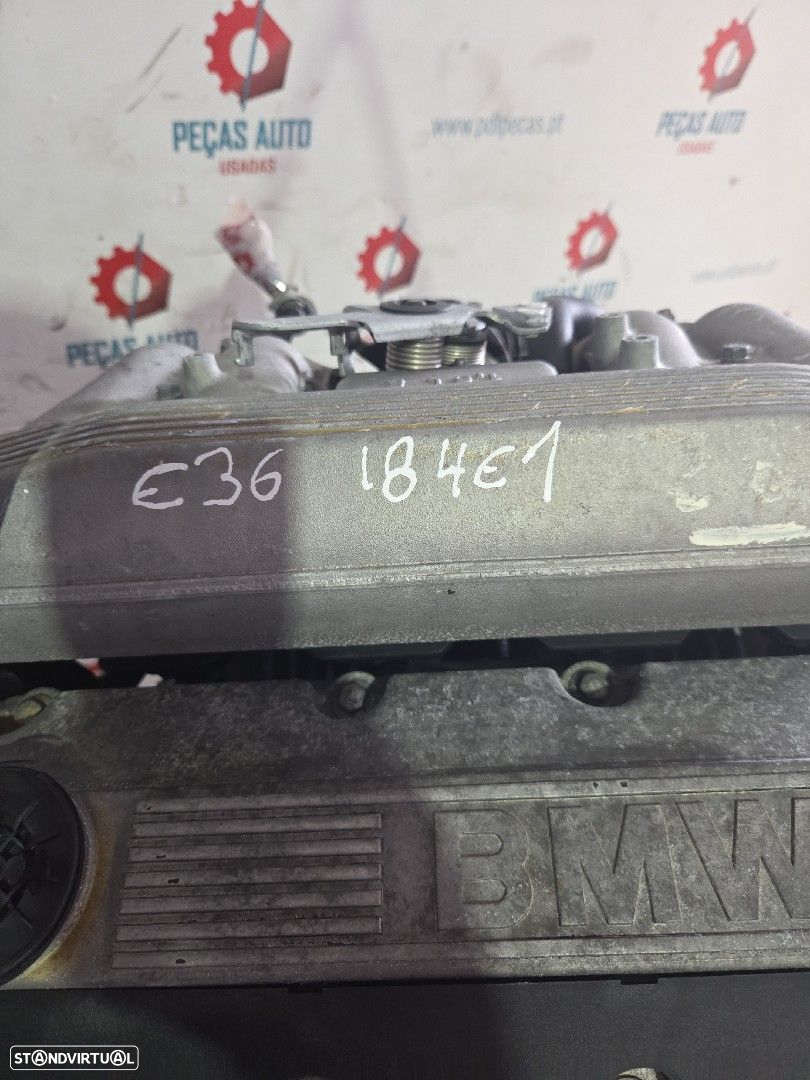 PEÇAS AUTO
USADAS
www.pdlpecas.pt
PEÇAS AUTO
USADAS
PEÇAS AUTO
E36 184E1
BMW
STANDVIRTUAL